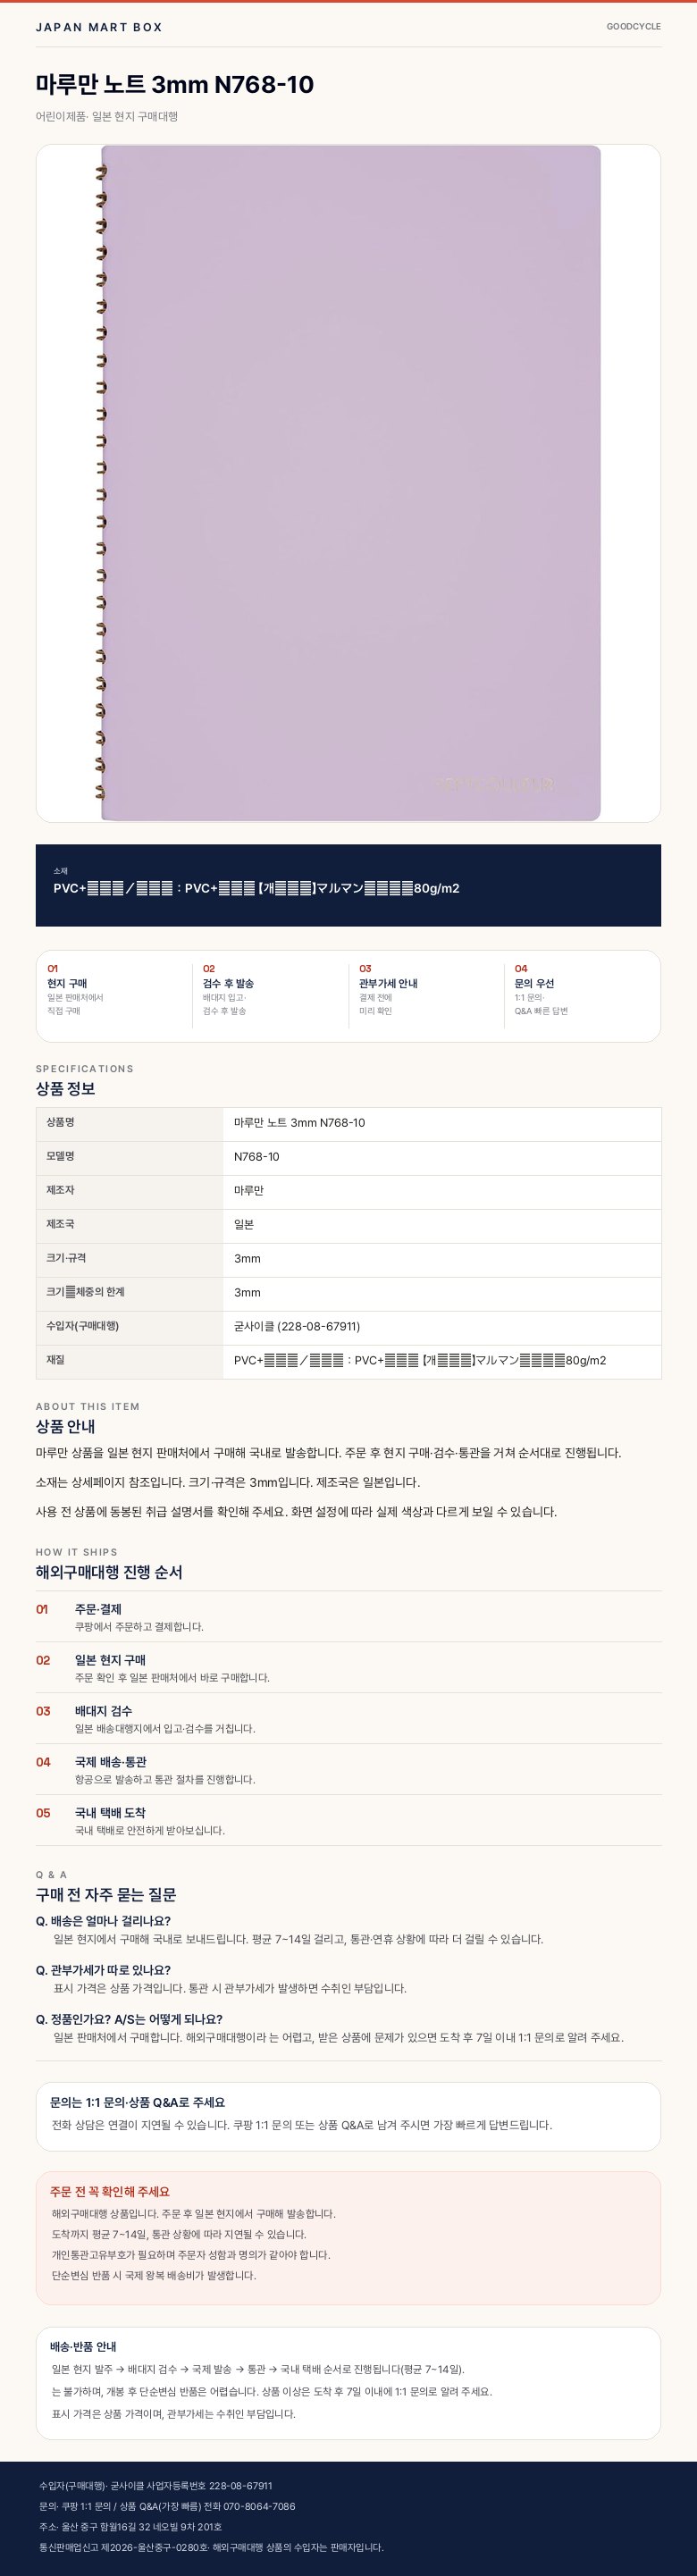 JAPAN MART BOX
GOODCYCLE
마루만 노트 3mm N768-10
어린이제품· 일본 현지 구매대행
소재
PVC+▒▒▒／▒▒▒：PVC+▒▒▒【개▒▒▒】マルマン▒▒▒▒80g/m2
01
현지 구매
일본 판매처에서
직접 구매
02
검수 후 발송
배대지 입고·
검수 후 발송
03
관부가세 안내
결제 전에
미리 확인
04
문의 우선
1:1 문의·
Q&A 빠른 답변
SPECIFICATIONS
상품 정보
상품명 마루만 노트 3mm N768-10
모델명 N768-10
제조자 마루만
제조국 일본
크기·규격 3mm
크기▒체중의 한계 3mm
수입자(구매대행) 굳사이클 (228-08-67911)
재질 PVC+▒▒▒／▒▒▒：PVC+▒▒▒【개▒▒▒】マルマン▒▒▒▒80g/m2
ABOUT THIS ITEM
상품 안내
마루만 상품을 일본 현지 판매처에서 구매해 국내로 발송합니다. 주문 후 현지 구매·검수·통관을 거쳐 순서대로 진행됩니다.
소재는 상세페이지 참조입니다. 크기·규격은 3mm입니다. 제조국은 일본입니다.
사용 전 상품에 동봉된 취급 설명서를 확인해 주세요. 화면 설정에 따라 실제 색상과 다르게 보일 수 있습니다.
HOW IT SHIPS
해외구매대행 진행 순서
01 주문·결제
쿠팡에서 주문하고 결제합니다.
02 일본 현지 구매
주문 확인 후 일본 판매처에서 바로 구매합니다.
03 배대지 검수
일본 배송대행지에서 입고·검수를 거칩니다.
04 국제 배송·통관
항공으로 발송하고 통관 절차를 진행합니다.
05 국내 택배 도착
국내 택배로 안전하게 받아보십니다.
Q & A
구매 전 자주 묻는 질문
Q. 배송은 얼마나 걸리나요?
일본 현지에서 구매해 국내로 보내드립니다. 평균 7~14일 걸리고, 통관·연휴 상황에 따라 더 걸릴 수 있습니다.
Q. 관부가세가 따로 있나요?
표시 가격은 상품 가격입니다. 통관 시 관부가세가 발생하면 수취인 부담입니다.
Q. 정품인가요? A/S는 어떻게 되나요?
일본 판매처에서 구매합니다. 해외구매대행이라 는 어렵고, 받은 상품에 문제가 있으면 도착 후 7일 이내 1:1 문의로 알려 주세요.
문의는 1:1 문의·상품 Q&A로 주세요
전화 상담은 연결이 지연될 수 있습니다. 쿠팡 1:1 문의 또는 상품 Q&A로 남겨 주시면 가장 빠르게 답변드립니다.
주문 전 꼭 확인해 주세요
해외구매대행 상품입니다. 주문 후 일본 현지에서 구매해 발송합니다.
도착까지 평균 7~14일, 통관 상황에 따라 지연될 수 있습니다.
개인통관고유부호가 필요하며 주문자 성함과 명의가 같아야 합니다.
단순변심 반품 시 국제 왕복 배송비가 발생합니다.
배송·반품 안내
일본 현지 발주 → 배대지 검수 → 국제 발송 → 통관 → 국내 택배 순서로 진행됩니다(평균 7~14일).
는 불가하며, 개봉 후 단순변심 반품은 어렵습니다. 상품 이상은 도착 후 7일 이내에 1:1 문의로 알려 주세요.
표시 가격은 상품 가격이며, 관부가세는 수취인 부담입니다.
수입자(구매대행)· 굳사이클 사업자등록번호 228-08-67911
문의· 쿠팡 1:1 문의 / 상품 Q&A(가장 빠름) 전화 070-8064-7086
주소· 울산 중구 함월16길 32 네오빌 9차 201호
통신판매업신고 제2026-울산중구-0280호· 해외구매대행 상품의 수입자는 판매자입니다.